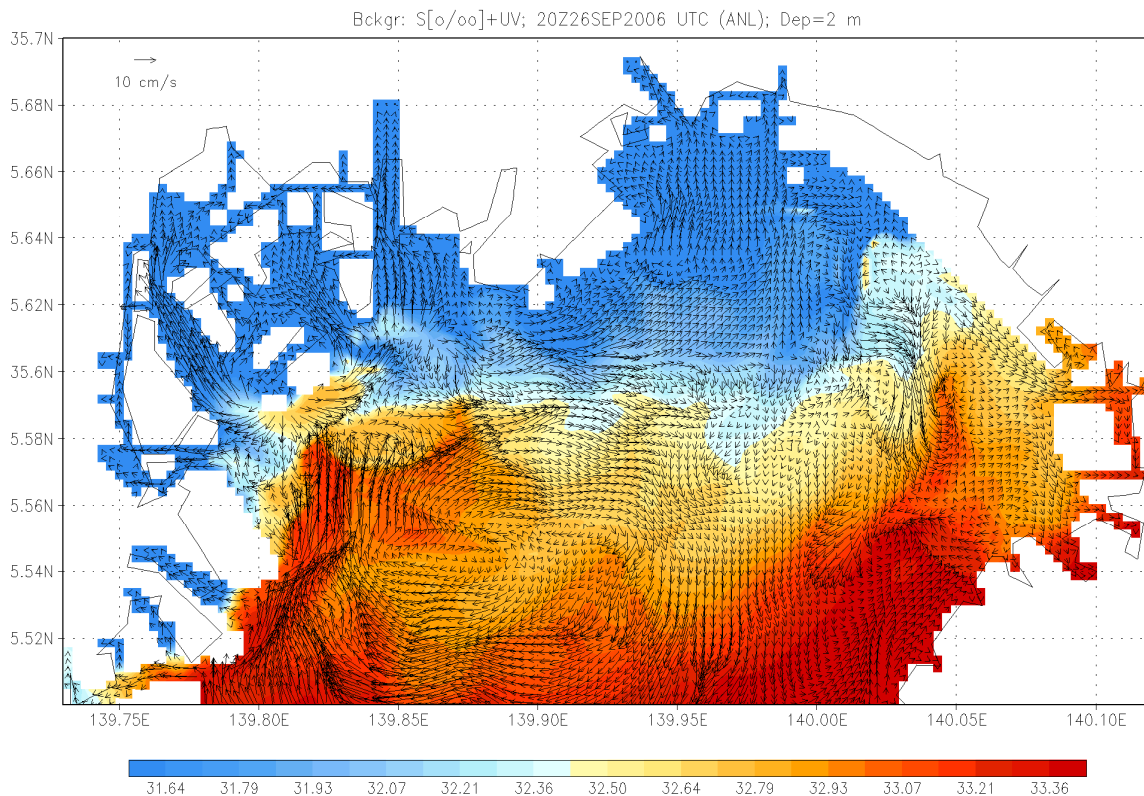 Bckgr: S[o/oo]+UV; 20Z26SEP2006 UTC (ANL); Dep=2 m
35.7N
10 cm/s
5.68N
5.66N
5.64N
5.62N
35.6N
5.58N
5.56N
5.54N
5.52N
139.75E 139.80E 139.85E 139.90E 139.95E 140.00E 140.05E 140.10E
31.64 31.79 31.93 32.07 32.21 32.36 32.50 32.64 32.79 32.93 33.07 33.21 33.36